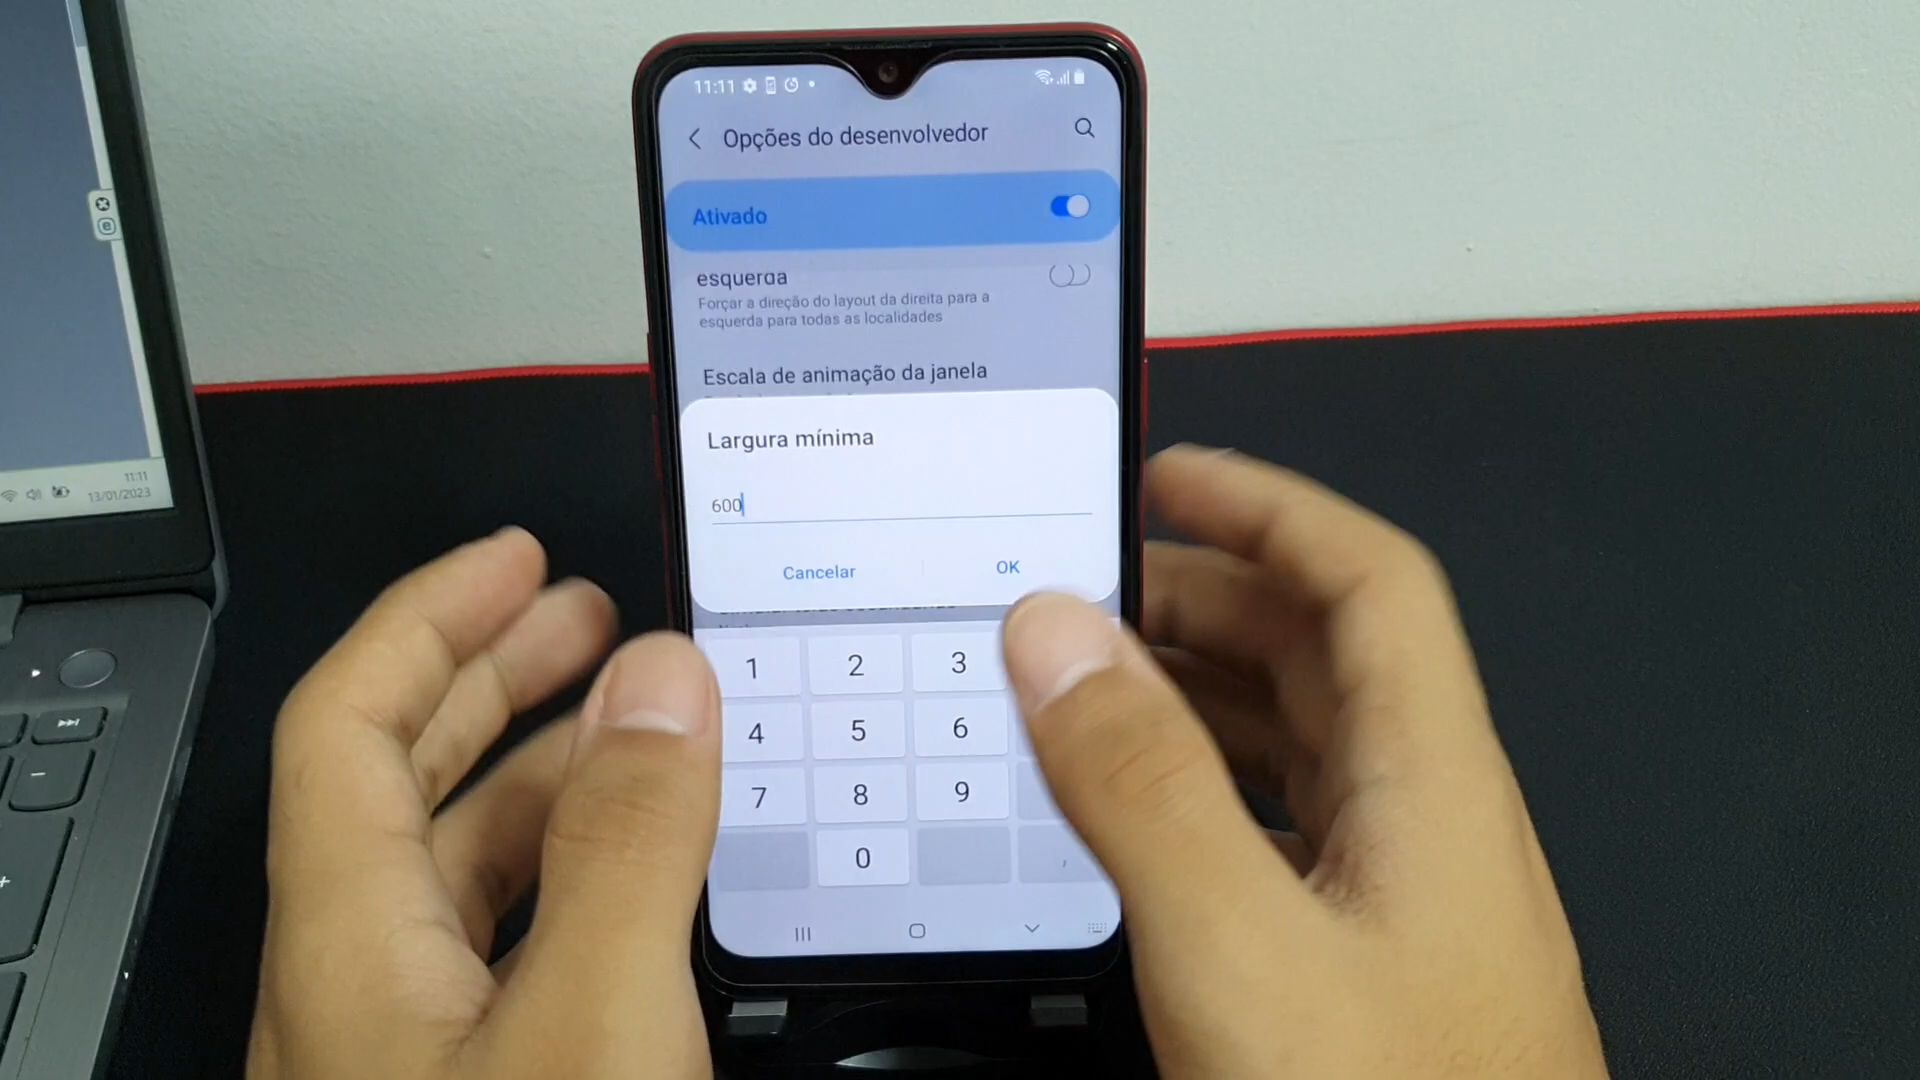 11:11
Opções do desenvolvedor
Ativado
esquerda
Forçar a direção do layout da direita para a
esquerda para todas as localidades
Escala de animação da janela
Largura mínima
600
Cancelar
OK
1 2 3
4 5 6
7 8 9
0 ,
11:11
13/01/2023